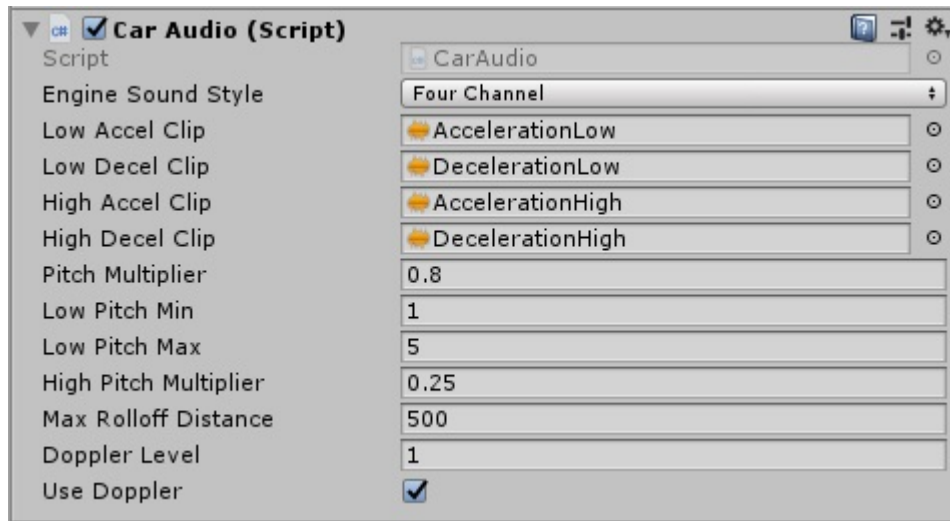 C# Car Audio (Script)
Script CarAudio
Engine Sound Style Four Channel
Low Accel Clip AccelerationLow
Low Decel Clip DecelerationLow
High Accel Clip AccelerationHigh
High Decel Clip DecelerationHigh
Pitch Multiplier 0.8
Low Pitch Min 1
Low Pitch Max 5
High Pitch Multiplier 0.25
Max Rolloff Distance 500
Doppler Level 1
Use Doppler